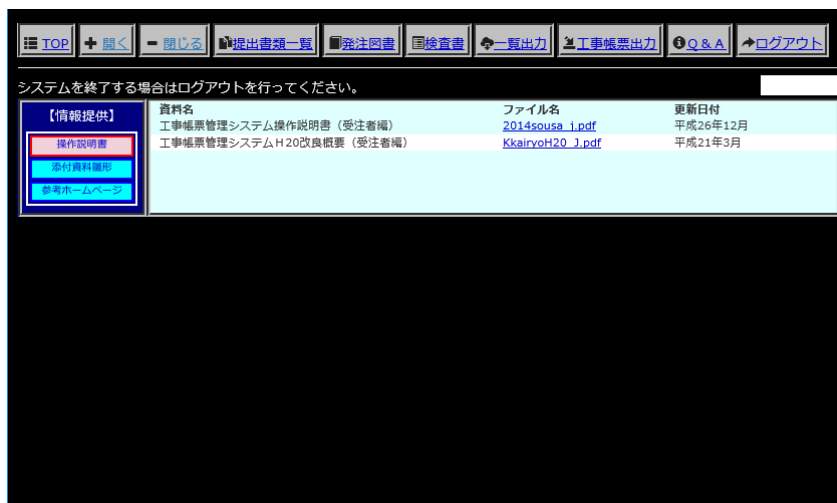 TOP 開く 閉じる 提出書類一覧 発注図書 検査書 一覧出力 工事帳票出力 Q & A ログアウト
システムを終了する場合はログアウトを行ってください。
【情報提供】
操作説明書
添付資料雛形
参考ホームページ
資料名 ファイル名 更新日付
工事帳票管理システム操作説明書（受注者編） 2014sousa_j.pdf 平成26年12月
工事帳票管理システムＨ20改良概要（受注者編） KkairyoH20_J.pdf 平成21年3月